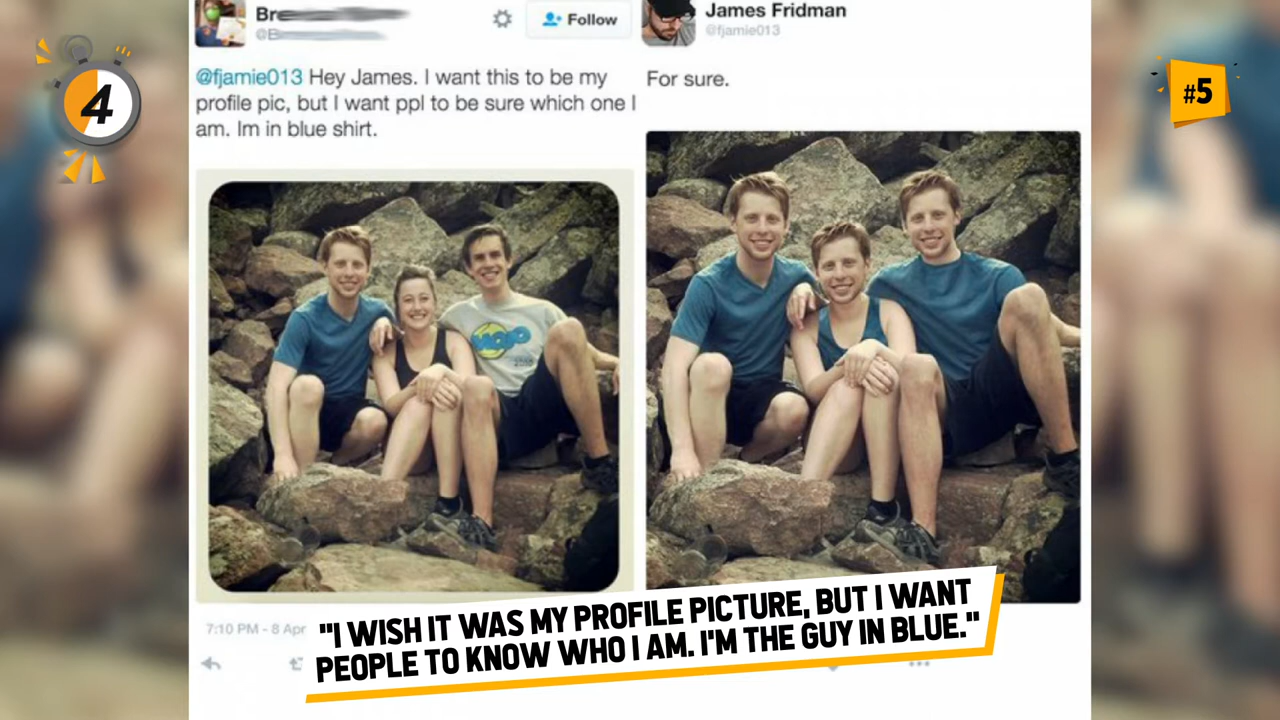 4
Br
@E
Follow
@fjamie013 Hey James. I want this to be my
profile pic, but I want ppl to be sure which one I
am. Im in blue shirt.
MOJO
7:10 PM - 8 Apr
James Fridman
@fjamie013
For sure.
#5
"I WISH IT WAS MY PROFILE PICTURE, BUT I WANT
PEOPLE TO KNOW WHO I AM. I'M THE GUY IN BLUE."